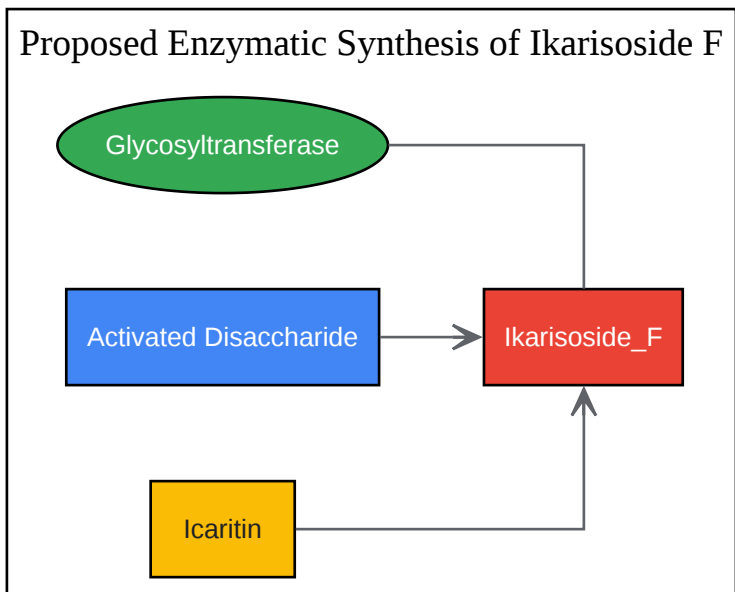 Proposed Enzymatic Synthesis of Ikarisoside F
Glycosyltransferase
Activated Disaccharide
Ikarisoside_F
Icaritin